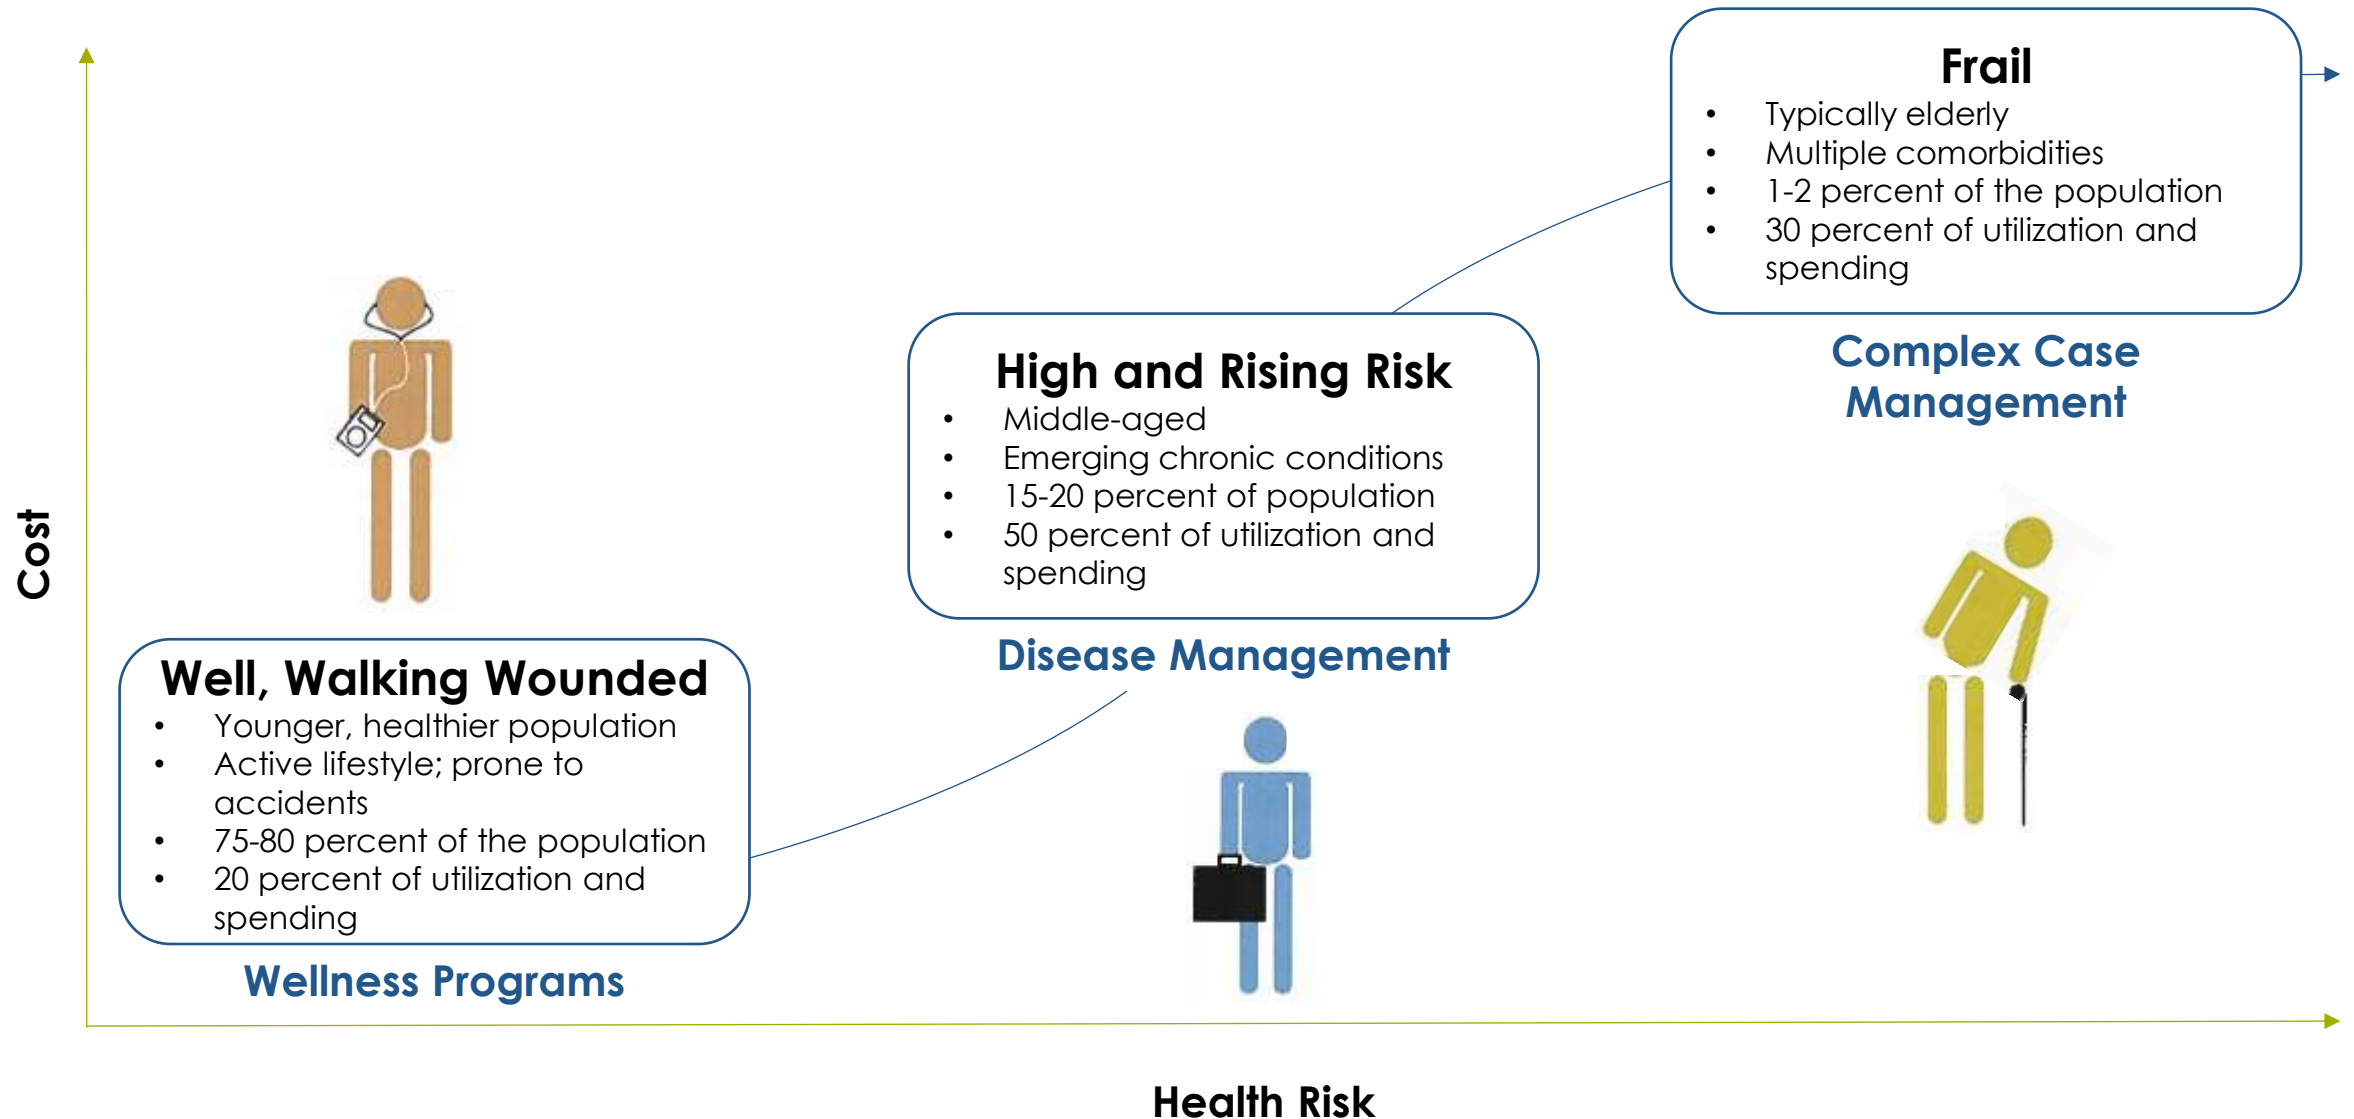 Cost
Well, Walking Wounded
• Younger, healthier population
• Active lifestyle; prone to
accidents
• 75-80 percent of the population
• 20 percent of utilization and
spending
Wellness Programs
High and Rising Risk
• Middle-aged
• Emerging chronic conditions
• 15-20 percent of population
• 50 percent of utilization and
spending
Disease Management
Frail
• Typically elderly
• Multiple comorbidities
• 1-2 percent of the population
• 30 percent of utilization and
spending
Complex Case
Management
Health Risk